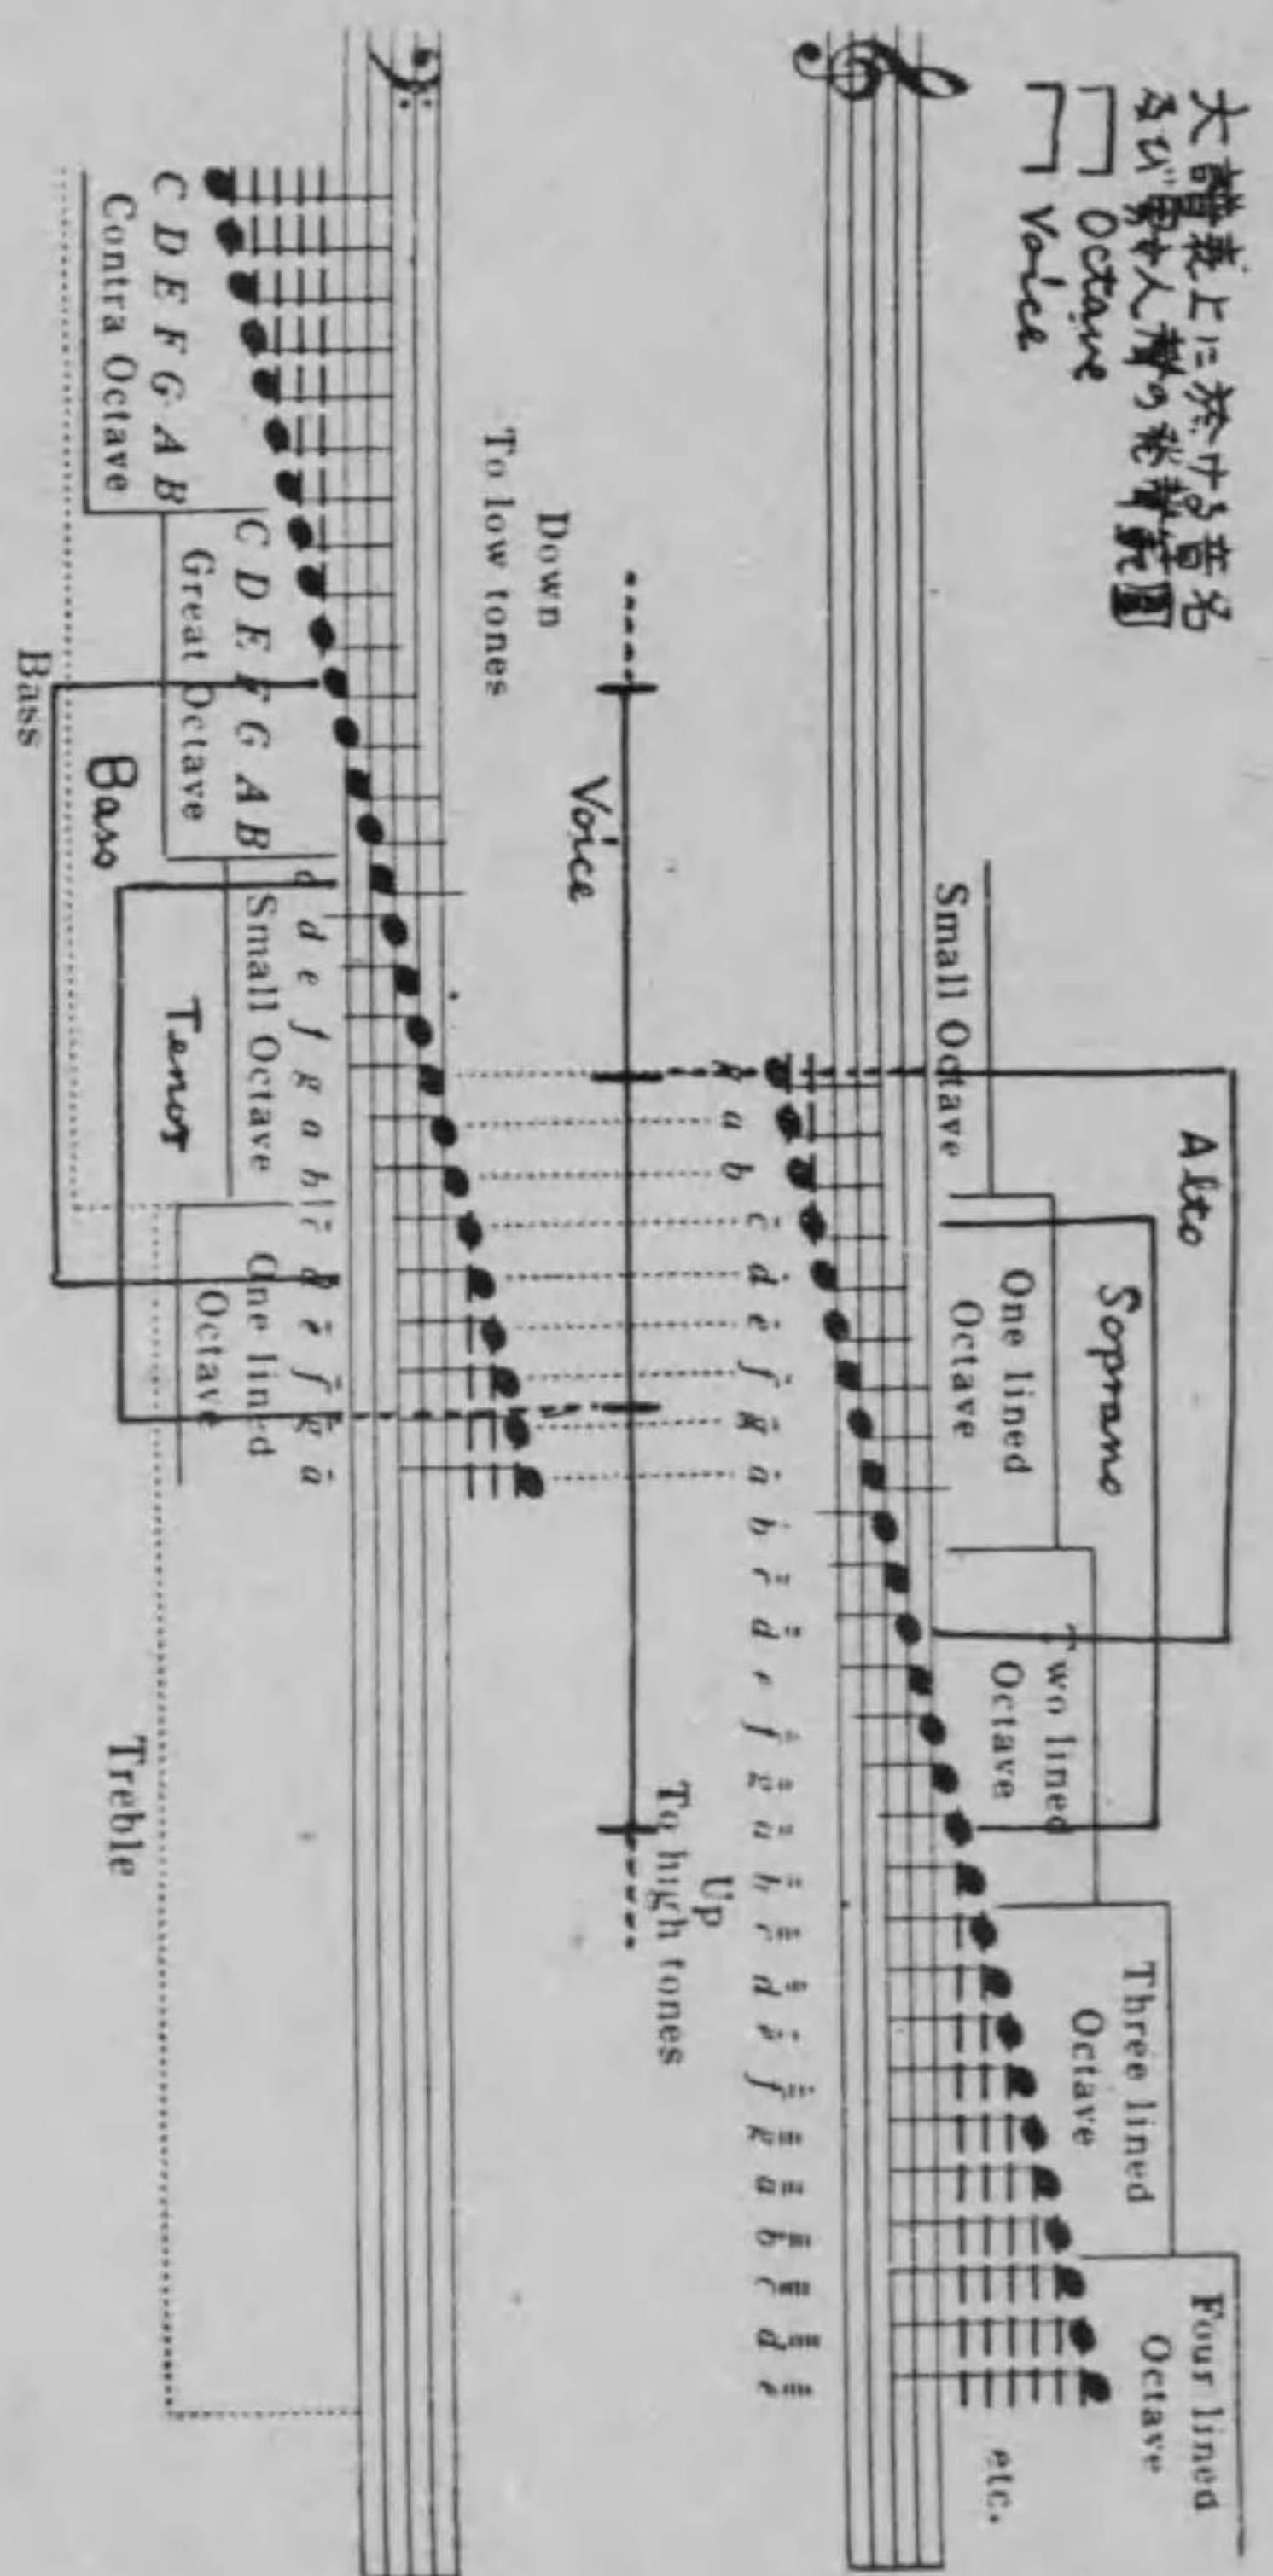 大譜表上に於ける音名
及び男女人聲の発聲範囲
Octave
Voice
Alto
Soprano
Small Octave
One lined
Octave
Two lined
Octave
Three lined
Octave
Four lined
Octave
etc.
g a b c̄ d̄ ē f̄ ḡ ā
Up
To high tones
Voice
Down
To low tones
C D E F G A B
Contra Octave
C D E F G A B
Great Octave
d e f g a b c̄ d̄ ē f̄ ḡ ā
Small Octave
One lined
Octave
Tenor
Baso
Bass
Treble